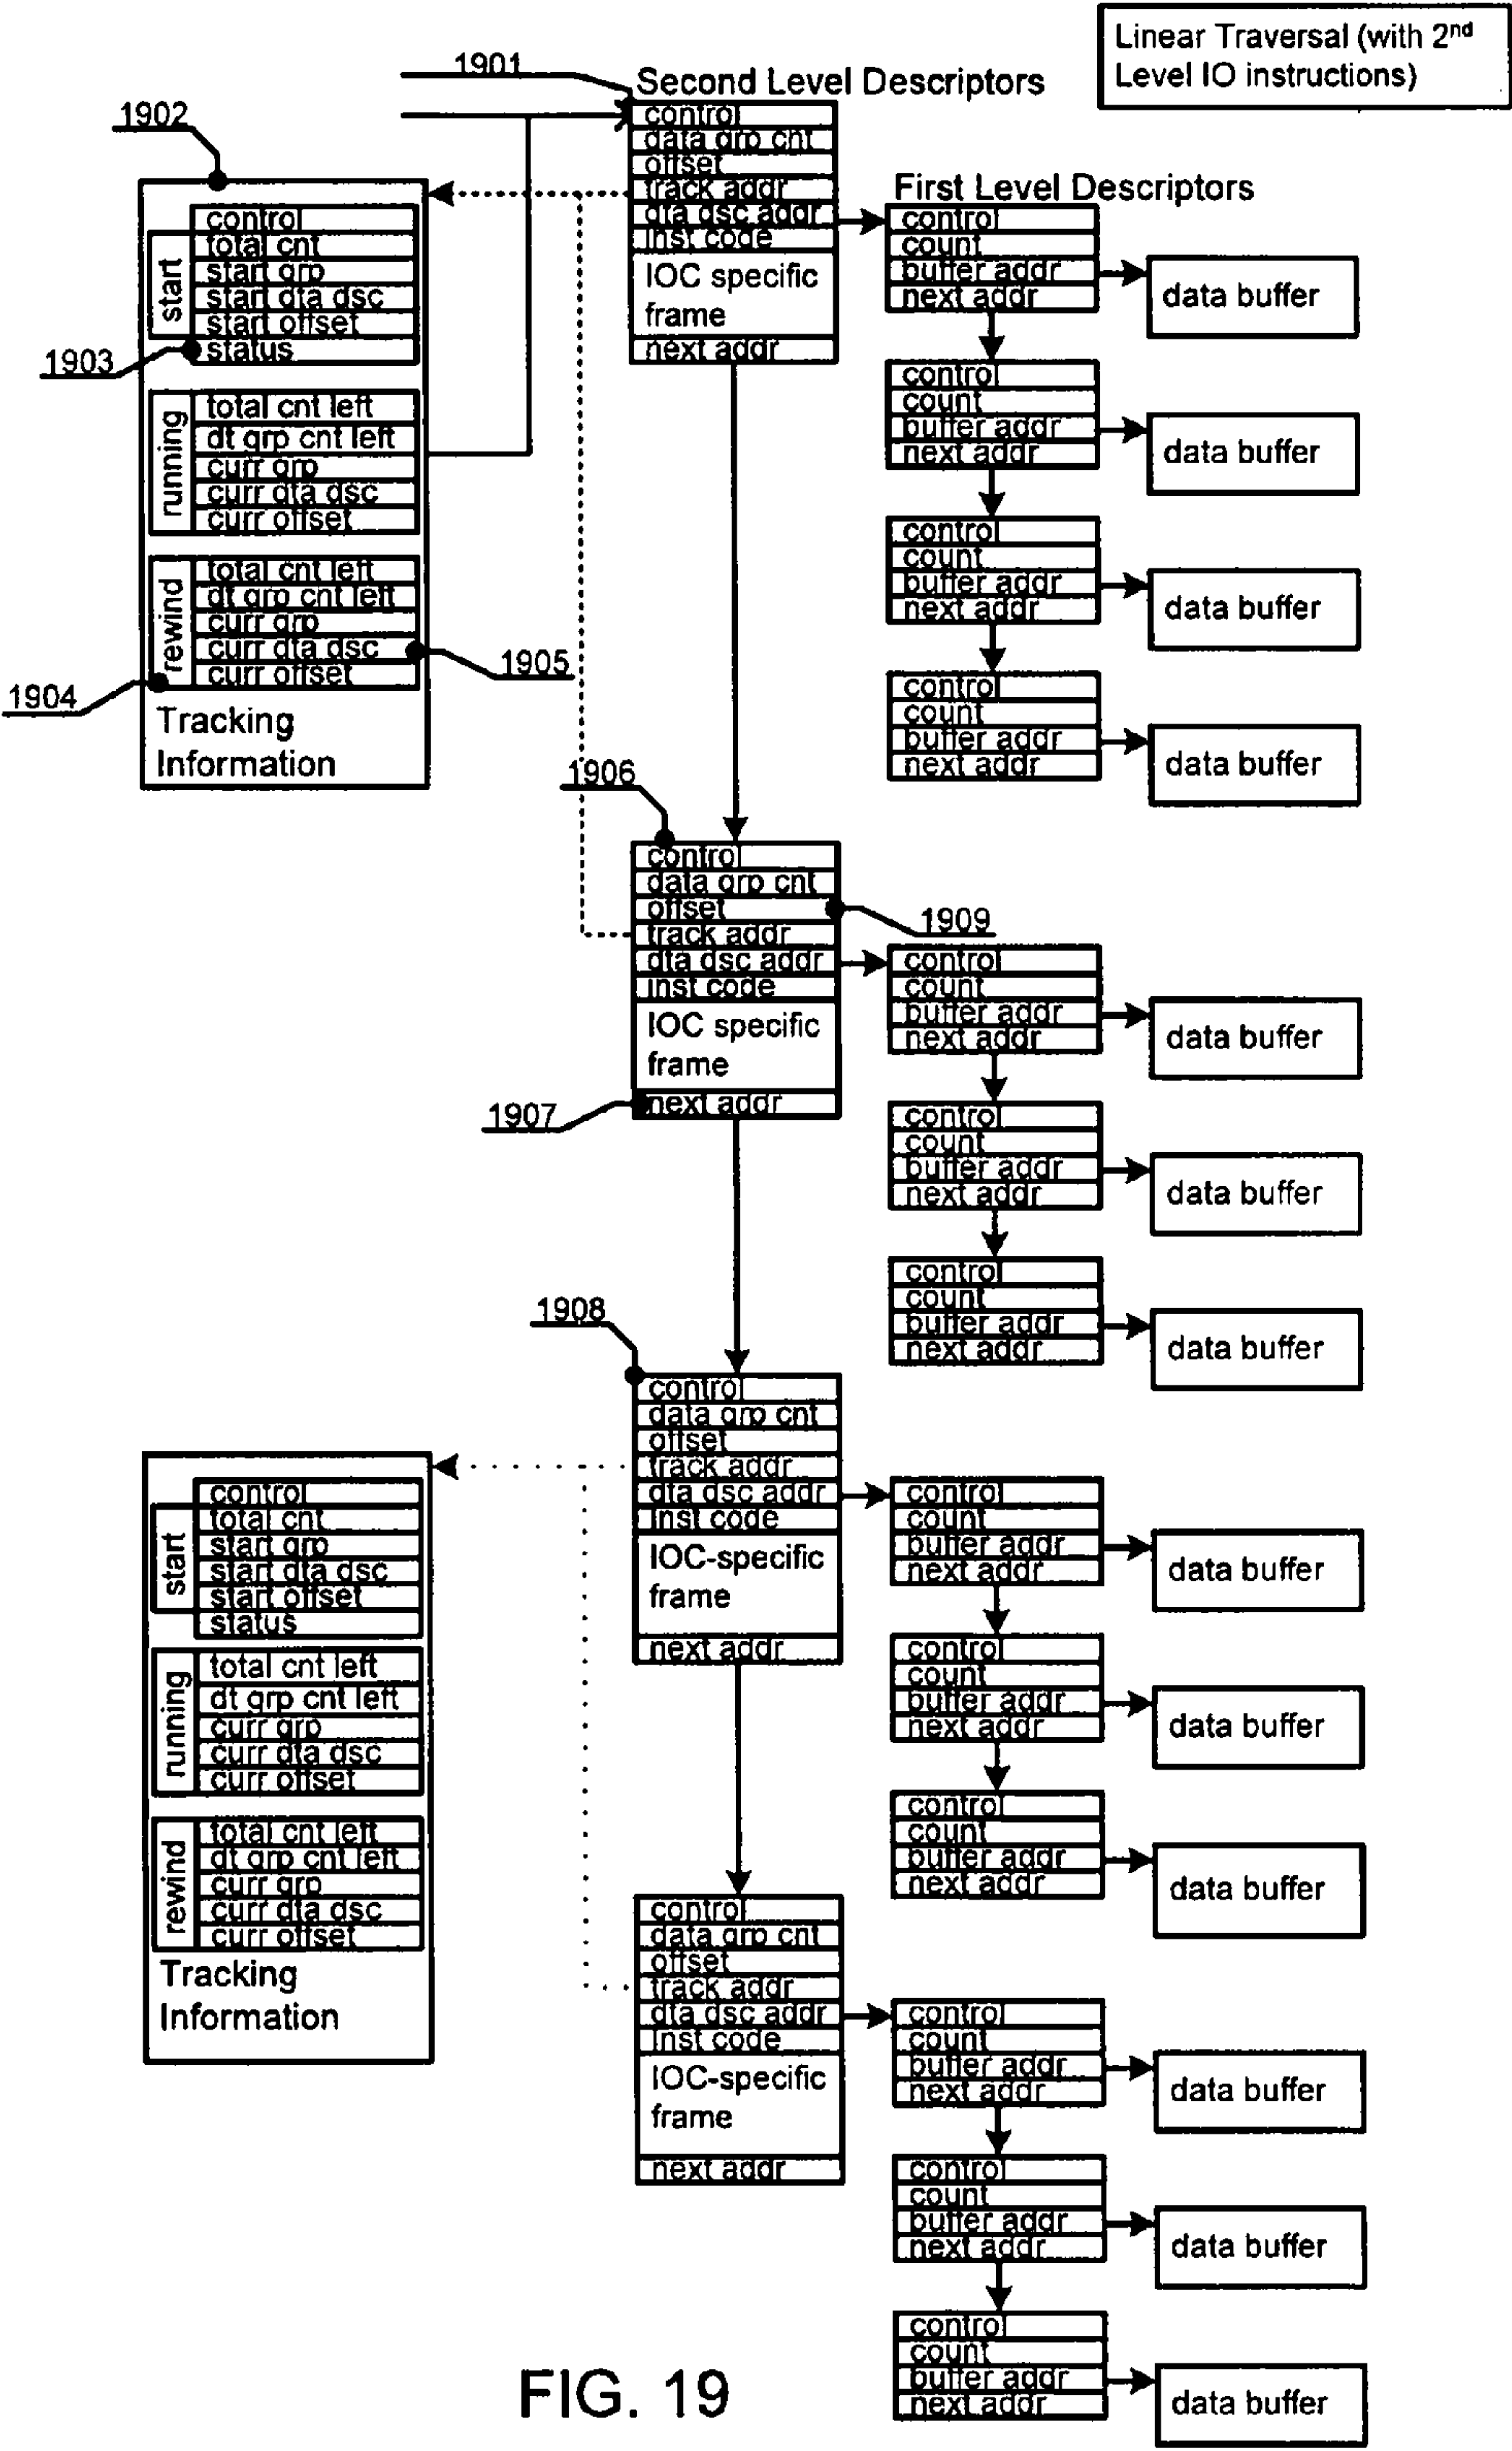 Linear Traversal (with 2nd
Level IO instructions)
1901
Second Level Descriptors
control
data grp cnt
offset
track addr
dta dsc addr
Inst code
IOC specific
frame
next addr
1902
control
start
total cnt
start grp
start dta dsc
start offset
status
1903
running
total cnt left
dt grp cnt left
curr grp
curr dta dsc
curr offset
rewind
total cnt left
dt grp cnt left
curr grp
curr dta dsc
curr offset
1904
1905
Tracking
Information
First Level Descriptors
control
count
buffer addr
next addr
data buffer
control
count
buffer addr
next addr
data buffer
control
count
buffer addr
next addr
data buffer
control
count
buffer addr
next addr
data buffer
1906
control
data grp cnt
offset
track addr
dta dsc addr
Inst code
IOC specific
frame
next addr
1907
1909
control
count
buffer addr
next addr
data buffer
control
count
buffer addr
next addr
data buffer
control
count
buffer addr
next addr
data buffer
1908
control
data grp cnt
offset
track addr
dta dsc addr
Inst code
IOC-specific
frame
next addr
control
start
total cnt
start grp
start dta dsc
start offset
status
running
total cnt left
dt grp cnt left
curr grp
curr dta dsc
curr offset
rewind
total cnt left
dt grp cnt left
curr grp
curr dta dsc
curr offset
Tracking
Information
control
count
buffer addr
next addr
data buffer
control
count
buffer addr
next addr
data buffer
control
count
buffer addr
next addr
data buffer
control
data grp cnt
offset
track addr
dta dsc addr
Inst code
IOC-specific
frame
next addr
control
count
buffer addr
next addr
data buffer
control
count
buffer addr
next addr
data buffer
control
count
buffer addr
next addr
data buffer
FIG. 19